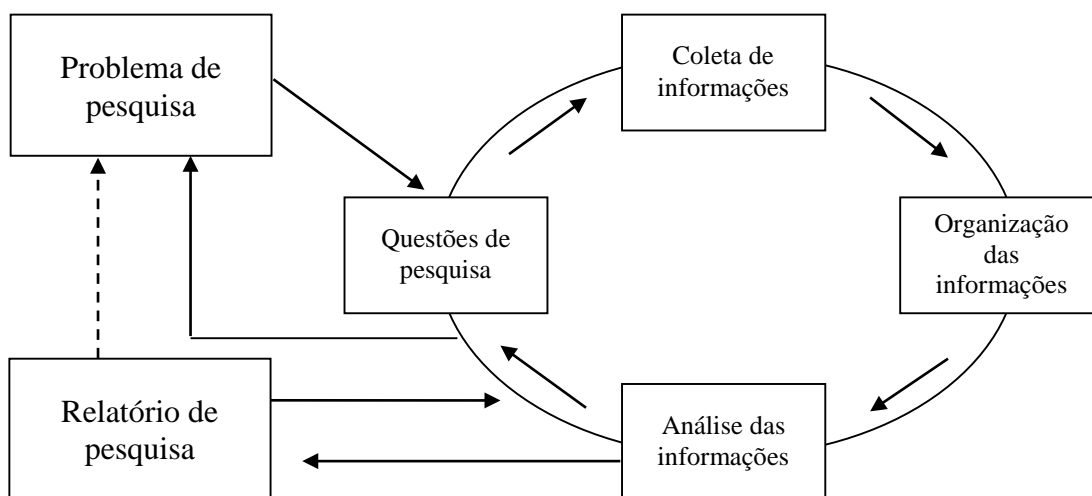 Problema de
pesquisa
Coleta de
informações
Questões de
pesquisa
Organização
das
informações
Relatório de
pesquisa
Análise das
informações